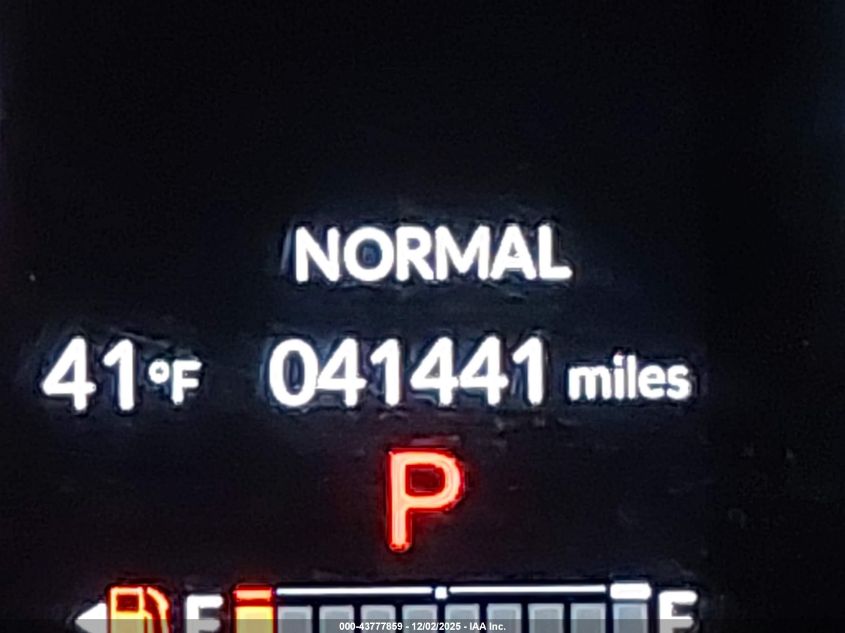 NORMAL
41°F 041441 miles
P
E F
000-43777859 - 12/02/2025 - IAA Inc.